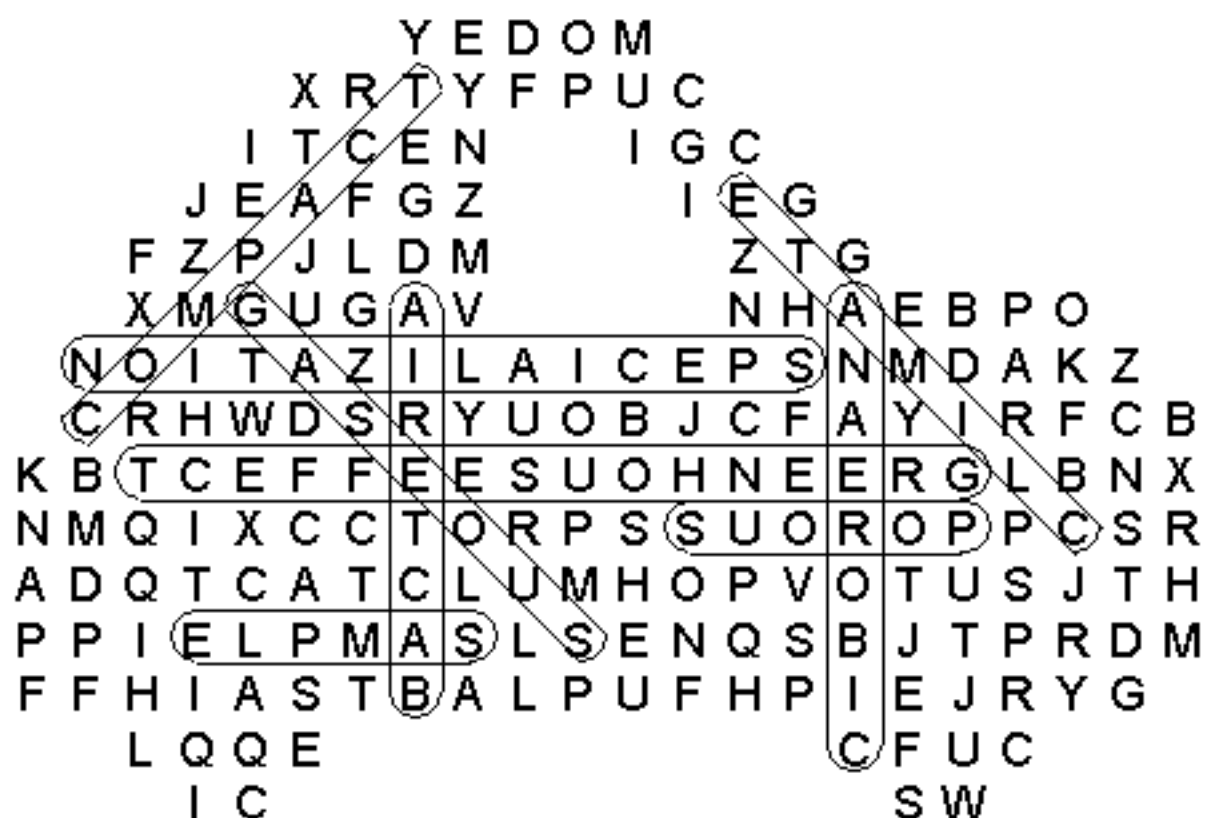 Y E D O M
X R T Y F P U C
I T C E N I G C
J E A F G Z I E G
F Z P J L D M Z T G
X M G U G A V N H A E B P O
N O I T A Z I L A I C E P S N M D A K Z
C R H W D S R Y U O B J C F A Y I R F C B
K B T C E F F E E S U O H N E E R G L B N X
N M Q I X C C T O R P S S U O R O P P C S R
A D Q T C A T C L U M H O P V O T U S J T H
P P I E L P M A S L S E N Q S B J T P R D M
F F H I A S T B A L P U F H P I E J R Y G
L Q Q E C F U C
I C S W